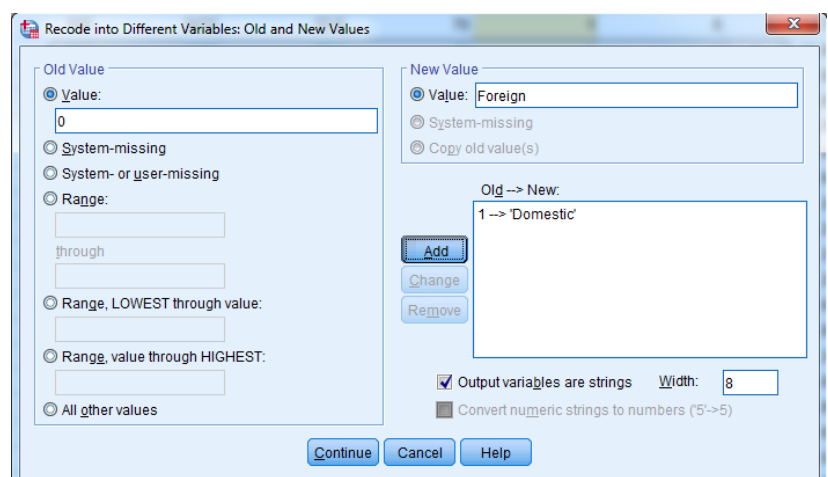 Recode into Different Variables: Old and New Values
Old Value
Value:
0
System-missing
System- or user-missing
Range:
through
Range, LOWEST through value:
Range, value through HIGHEST:
All other values
New Value
Value: Foreign
System-missing
Copy old value(s)
Old --> New:
1 --> 'Domestic'
Add
Change
Remove
Output variables are strings Width: 8
Convert numeric strings to numbers ('5'->5)
Continue Cancel Help